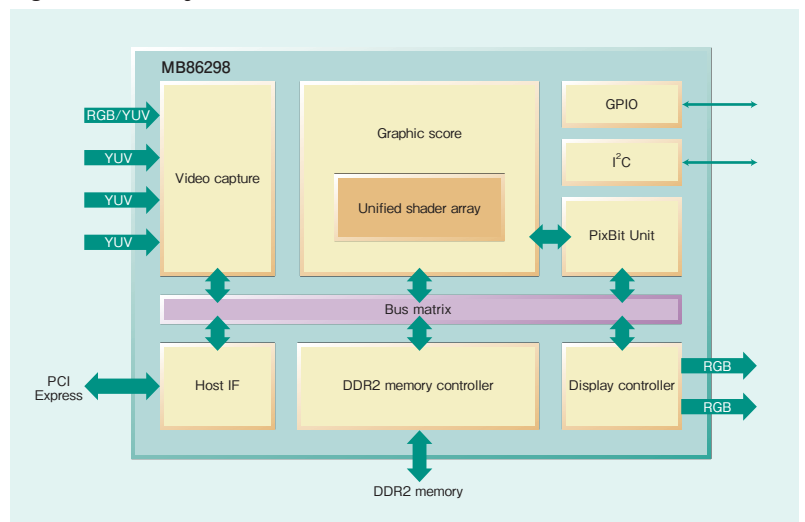 MB86298
RGB/YUV
YUV
YUV
YUV
Video capture
Graphic score
Unified shader array
GPIO
I²C
PixBit Unit
Bus matrix
PCI
Express
Host IF
DDR2 memory controller
Display controller
RGB
RGB
DDR2 memory